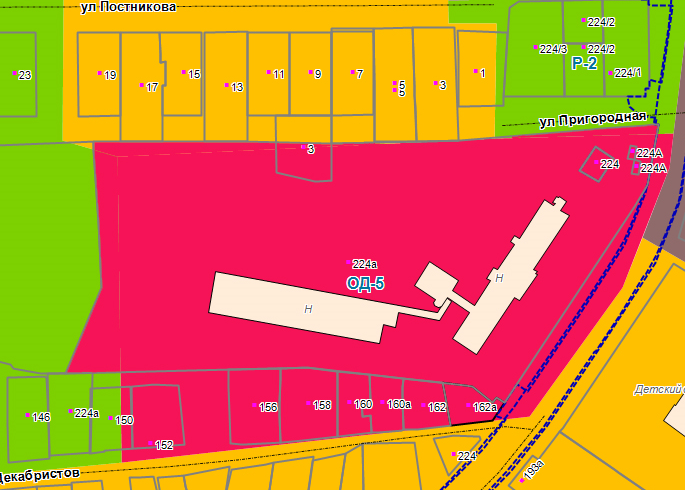 ул Постникова
224/2
224/3
224/2
Р-2
224/1
23
19
17
15
13
11
9
7
5
5
3
1
ул Пригородная
3
224А
224
224А
224а
ОД-5
Н
Н
Детский
146
224а
150
152
156
158
160
160а
162
162а
Декабристов
224
193а